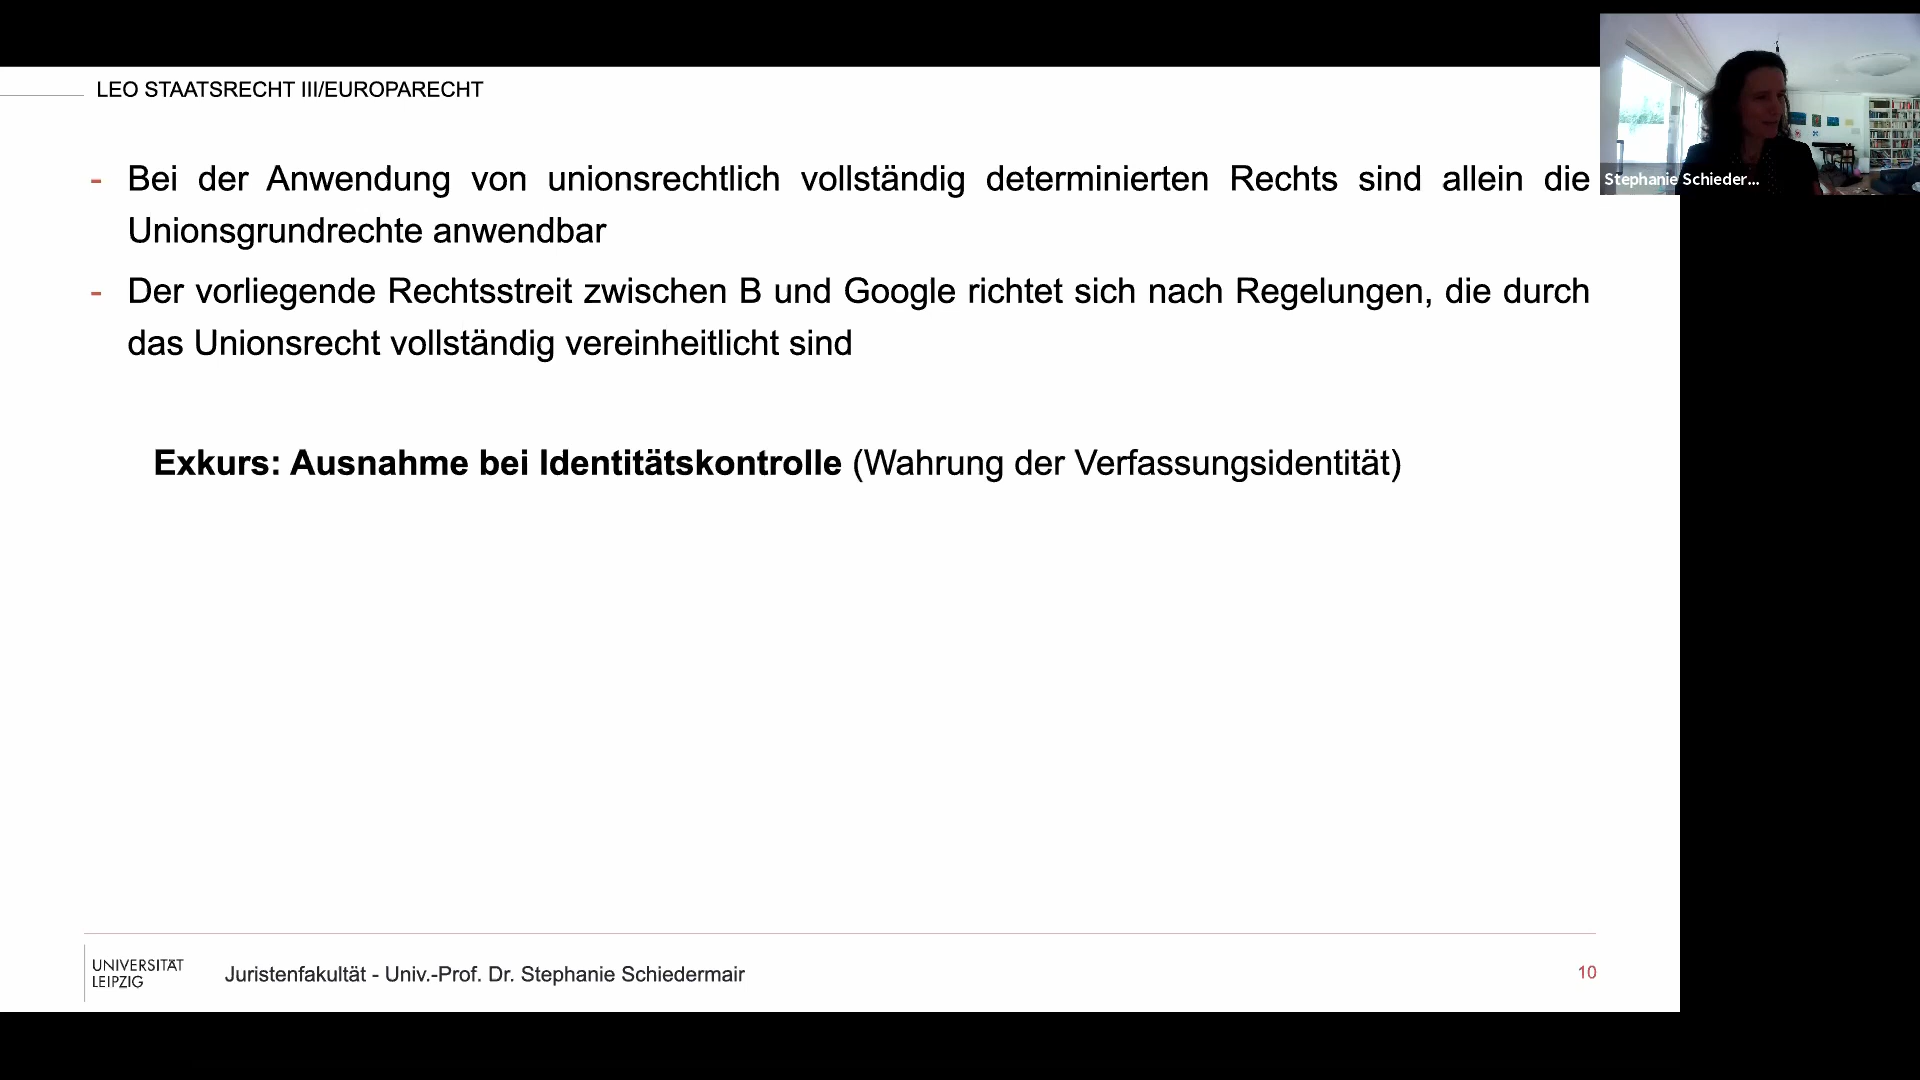 LEO STAATSRECHT III/EUROPARECHT
- Bei der Anwendung von unionsrechtlich vollständig determinierten Rechts sind allein die
Unionsgrundrechte anwendbar
- Der vorliegende Rechtsstreit zwischen B und Google richtet sich nach Regelungen, die durch
das Unionsrecht vollständig vereinheitlicht sind
Exkurs: Ausnahme bei Identitätskontrolle (Wahrung der Verfassungsidentität)
Stephanie Schieder...
UNIVERSITÄT
LEIPZIG
Juristenfakultät - Univ.-Prof. Dr. Stephanie Schiedermair
10